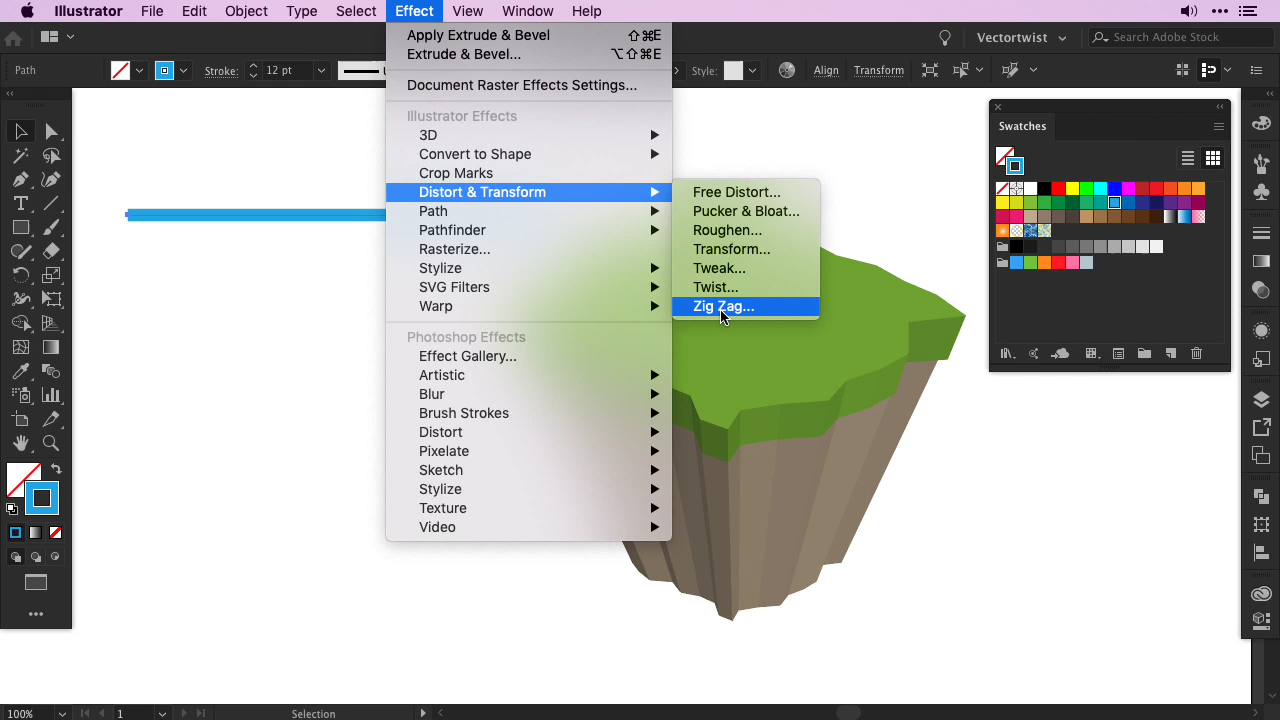 Illustrator File Edit Object Type Select Effect View Window Help
Vectortwist Search Adobe Stock
Path Stroke: 12 pt U Style: Align Transform
Apply Extrude & Bevel ⇧⌘E
Extrude & Bevel... ⌥⇧⌘E
Document Raster Effects Settings...
Illustrator Effects
3D
Convert to Shape
Crop Marks
Distort & Transform
Path
Pathfinder
Rasterize...
Stylize
SVG Filters
Warp
Photoshop Effects
Effect Gallery...
Artistic
Blur
Brush Strokes
Distort
Pixelate
Sketch
Stylize
Texture
Video
Free Distort...
Pucker & Bloat...
Roughen...
Transform...
Tweak...
Twist...
Zig Zag...
Swatches
100% 1 Selection